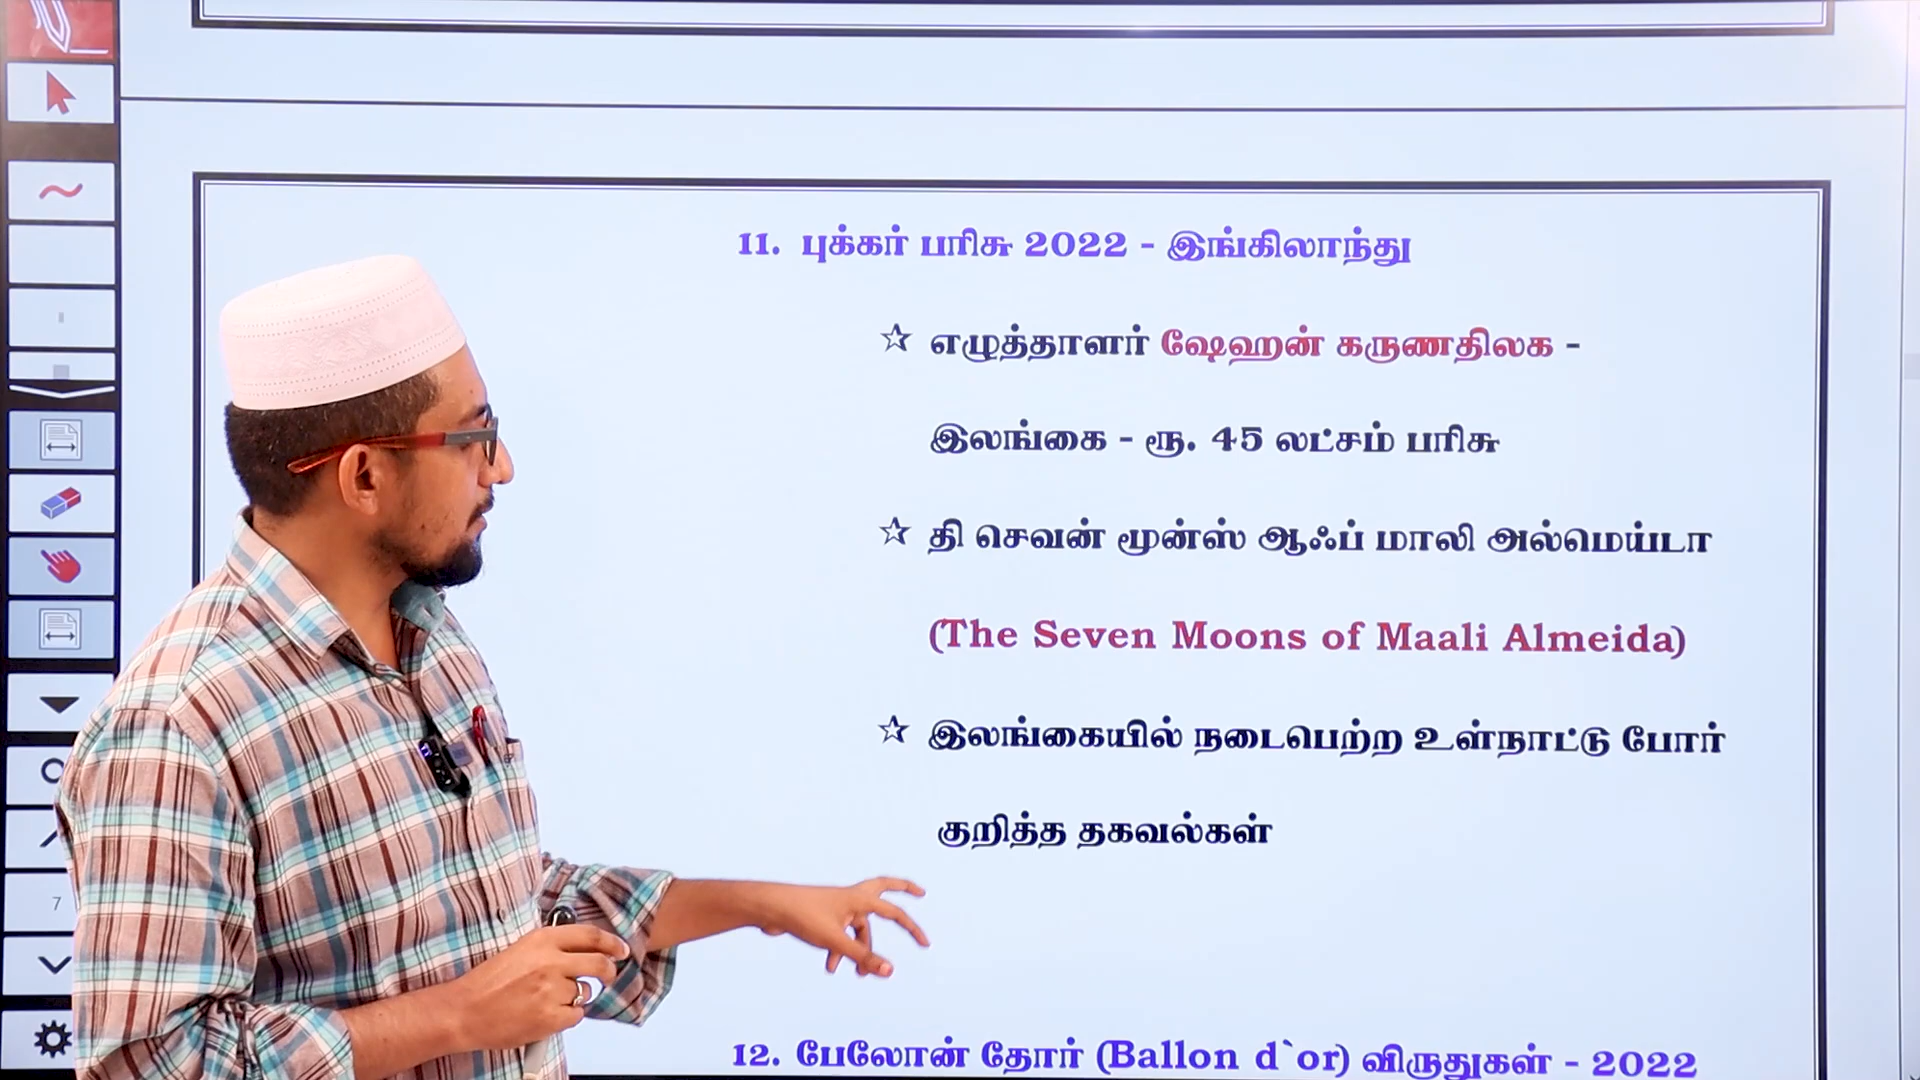 11. புக்கர் பரிசு 2022 - இங்கிலாந்து
☆ எழுத்தாளர் ஷேஹன் கருணதிலக -
இலங்கை - ரூ. 45 லட்சம் பரிசு
☆ தி செவன் மூன்ஸ் ஆஃப் மாலி அல்மெய்டா
(The Seven Moons of Maali Almeida)
☆ இலங்கையில் நடைபெற்ற உள்நாட்டு போர்
குறித்த தகவல்கள்
7
12. பேலோன் தோர் (Ballon d`or) விருதுகள் - 2022